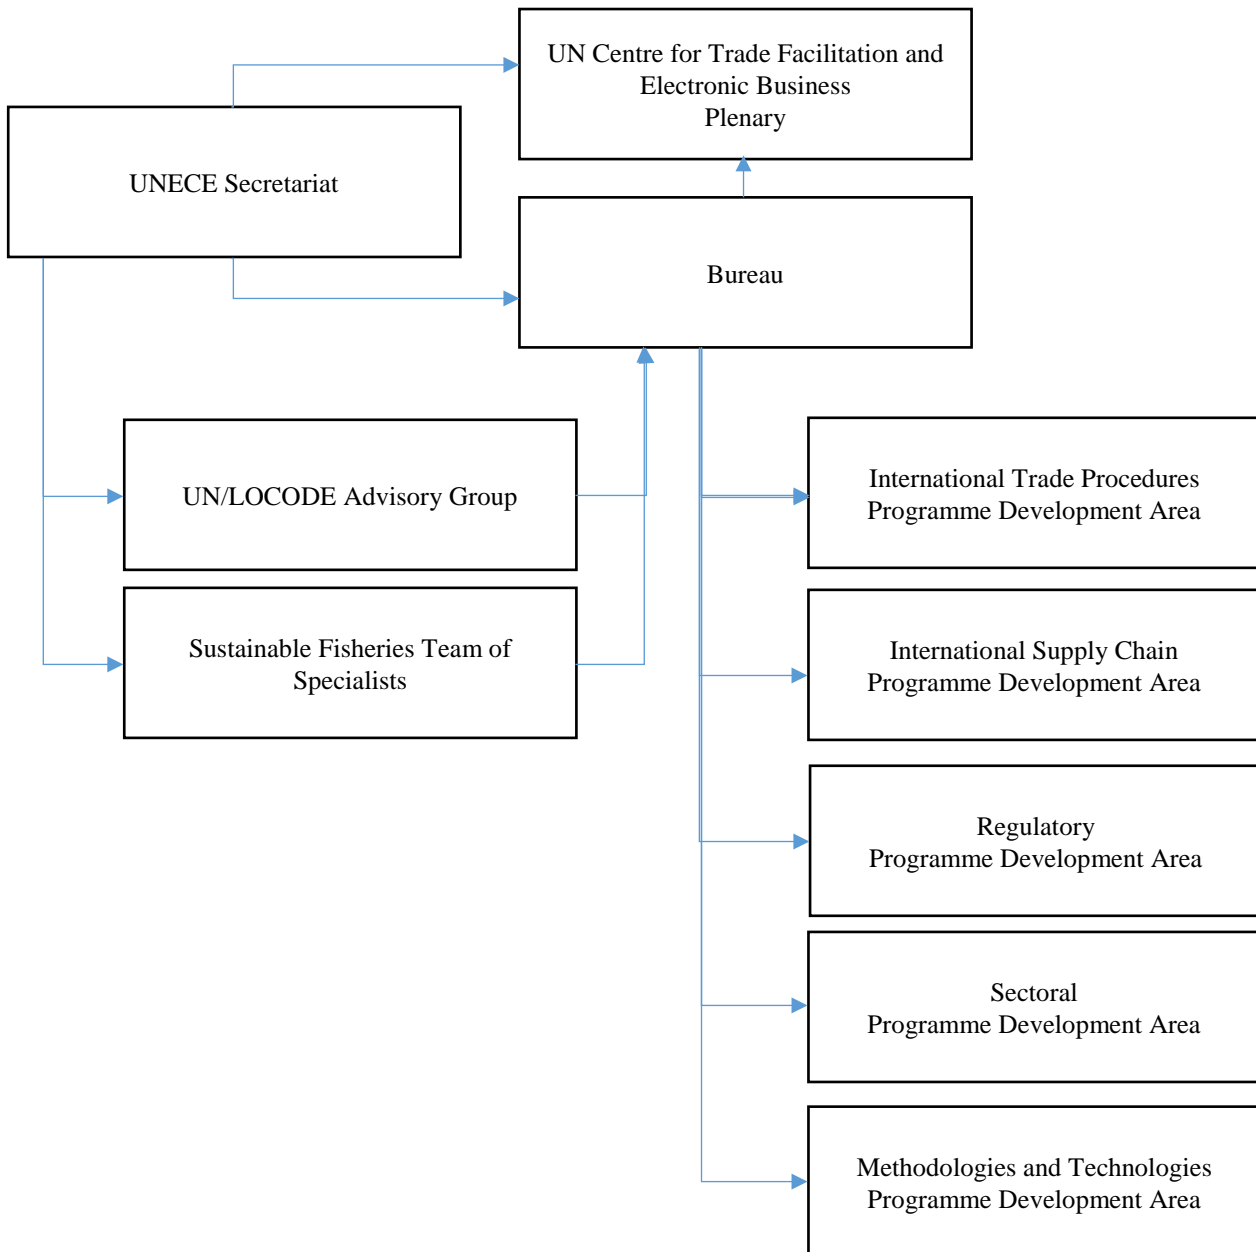 UN Centre for Trade Facilitation and
Electronic Business
Plenary
UNECE Secretariat
Bureau
UN/LOCODE Advisory Group
Sustainable Fisheries Team of
Specialists
International Trade Procedures
Programme Development Area
International Supply Chain
Programme Development Area
Regulatory
Programme Development Area
Sectoral
Programme Development Area
Methodologies and Technologies
Programme Development Area